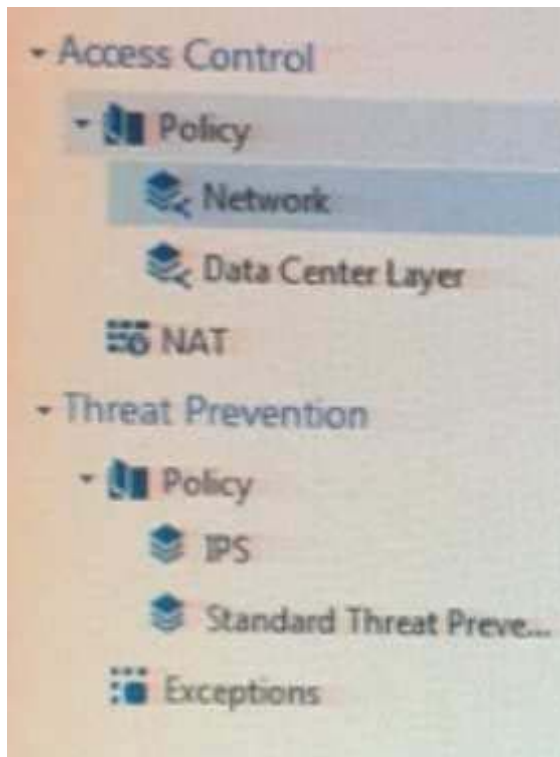 Access Control
Policy
Network
Data Center Layer
NAT
Threat Prevention
Policy
IPS
Standard Threat Preve...
Exceptions